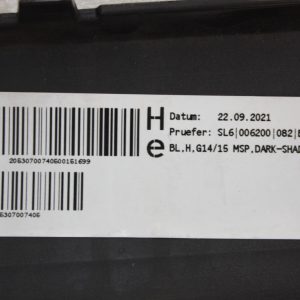 H
e
Datum: 22.09.2021
Pruefer: SL6|006200|082|
BL,H,G14/15 MSP,DARK-SHAD
20530700740600151699
5307007406